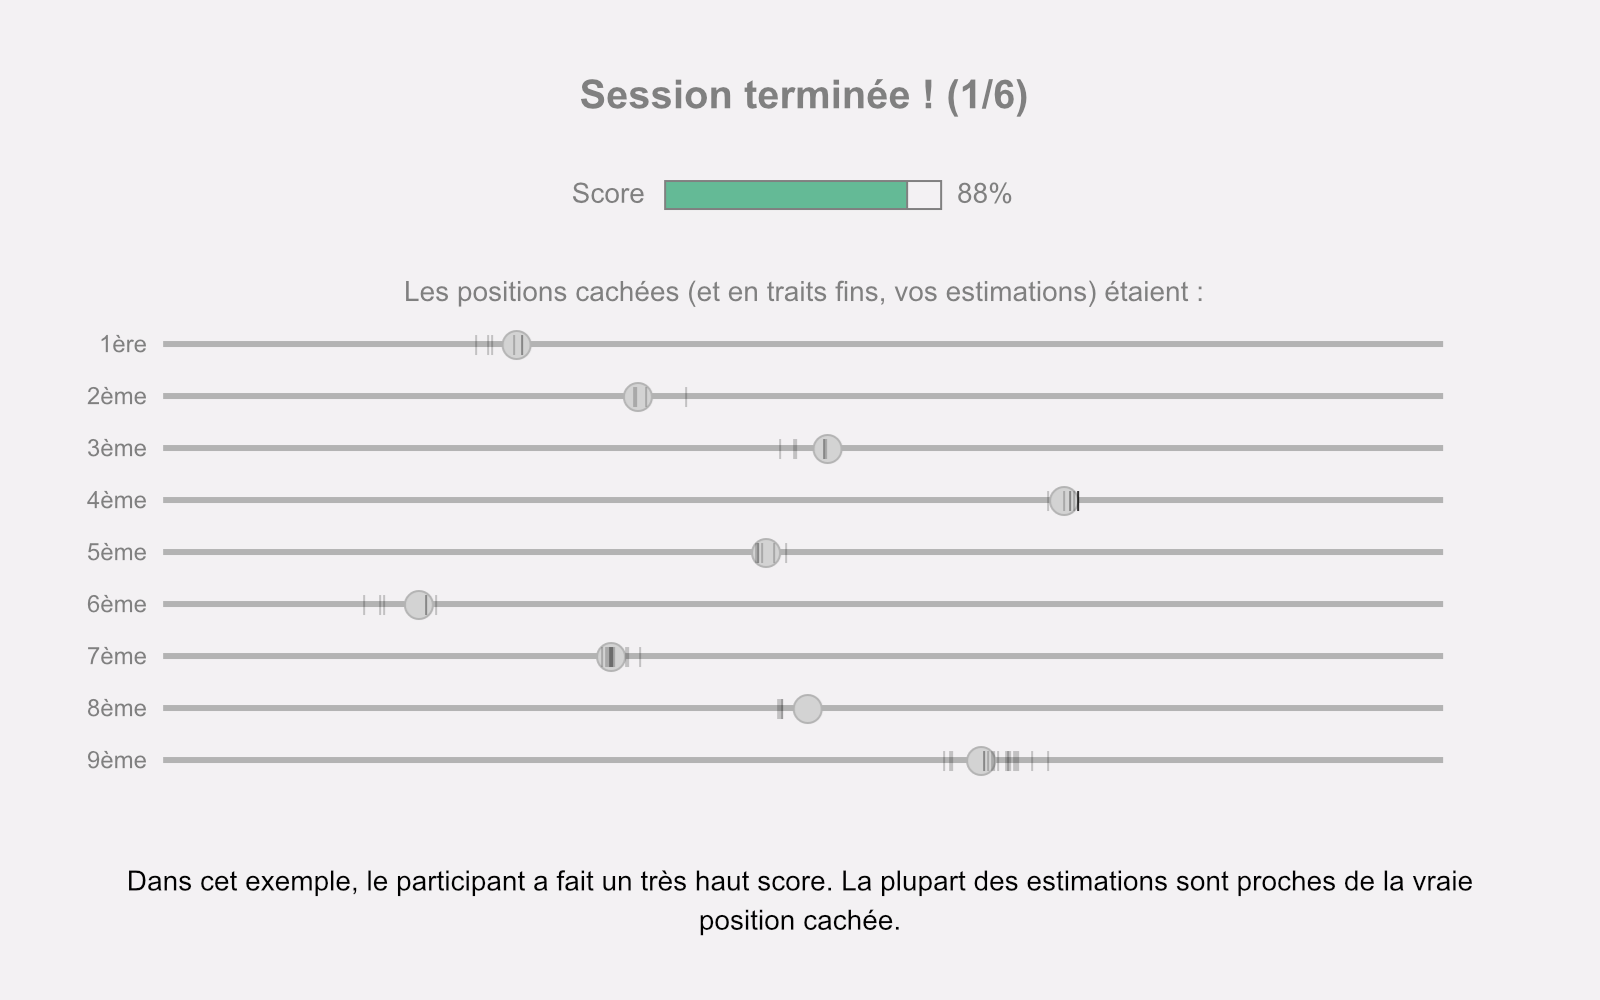 Session terminée ! (1/6)
Score 88%
Les positions cachées (et en traits fins, vos estimations) étaient :
1ère
2ème
3ème
4ème
5ème
6ème
7ème
8ème
9ème
Dans cet exemple, le participant a fait un très haut score. La plupart des estimations sont proches de la vraie
position cachée.